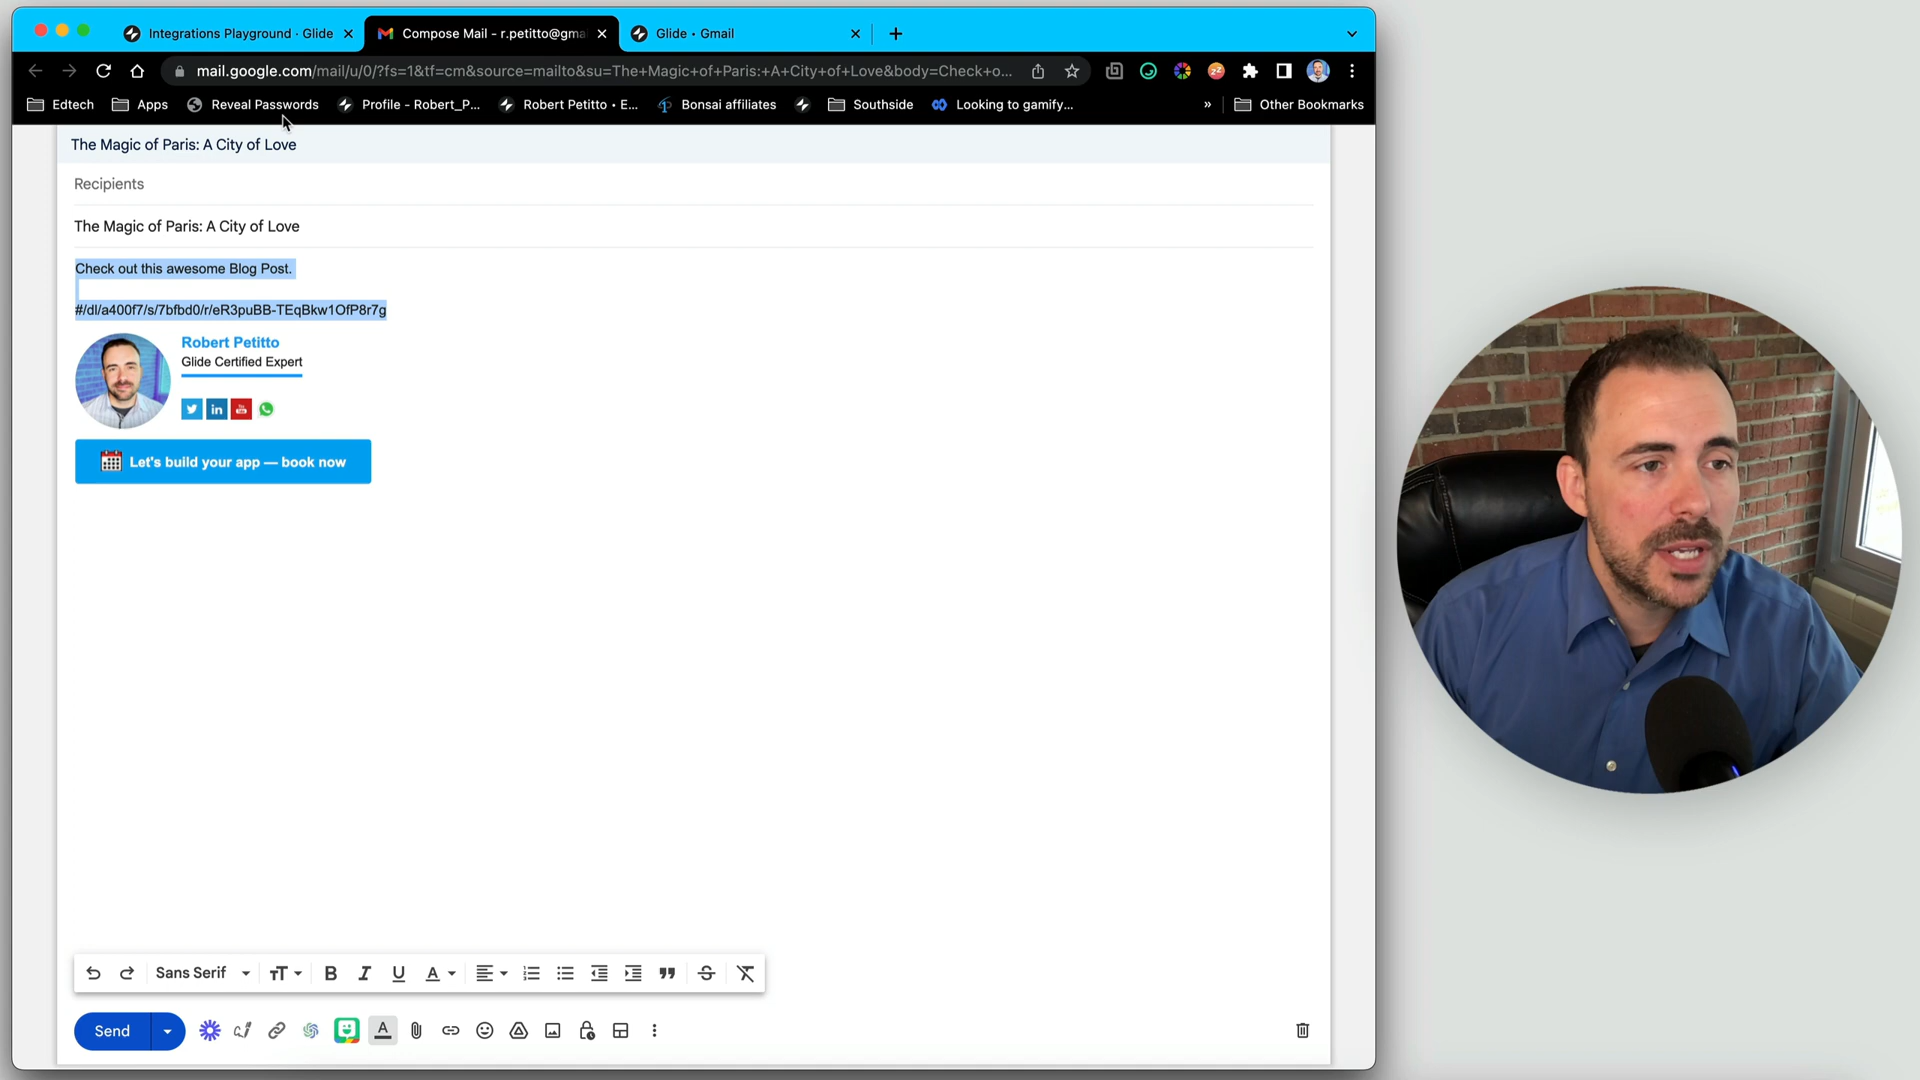 Integrations Playground · Glide
Compose Mail - r.petitto@gma
Glide • Gmail
mail.google.com/mail/u/0/?fs=1&tf=cm&source=mailto&su=The+Magic+of+Paris:+A+City+of+Love&body=Check+o...
Edtech
Apps
Reveal Passwords
Profile - Robert_P...
Robert Petitto • E...
Bonsai affiliates
Southside
Looking to gamify...
»
Other Bookmarks
The Magic of Paris: A City of Love
Recipients
The Magic of Paris: A City of Love
Check out this awesome Blog Post.
#/dl/a400f7/s/7bfbd0/r/eR3puBB-TEqBkw1OfP8r7g
Robert Petitto
Glide Certified Expert
Let's build your app — book now
Sans Serif
Send